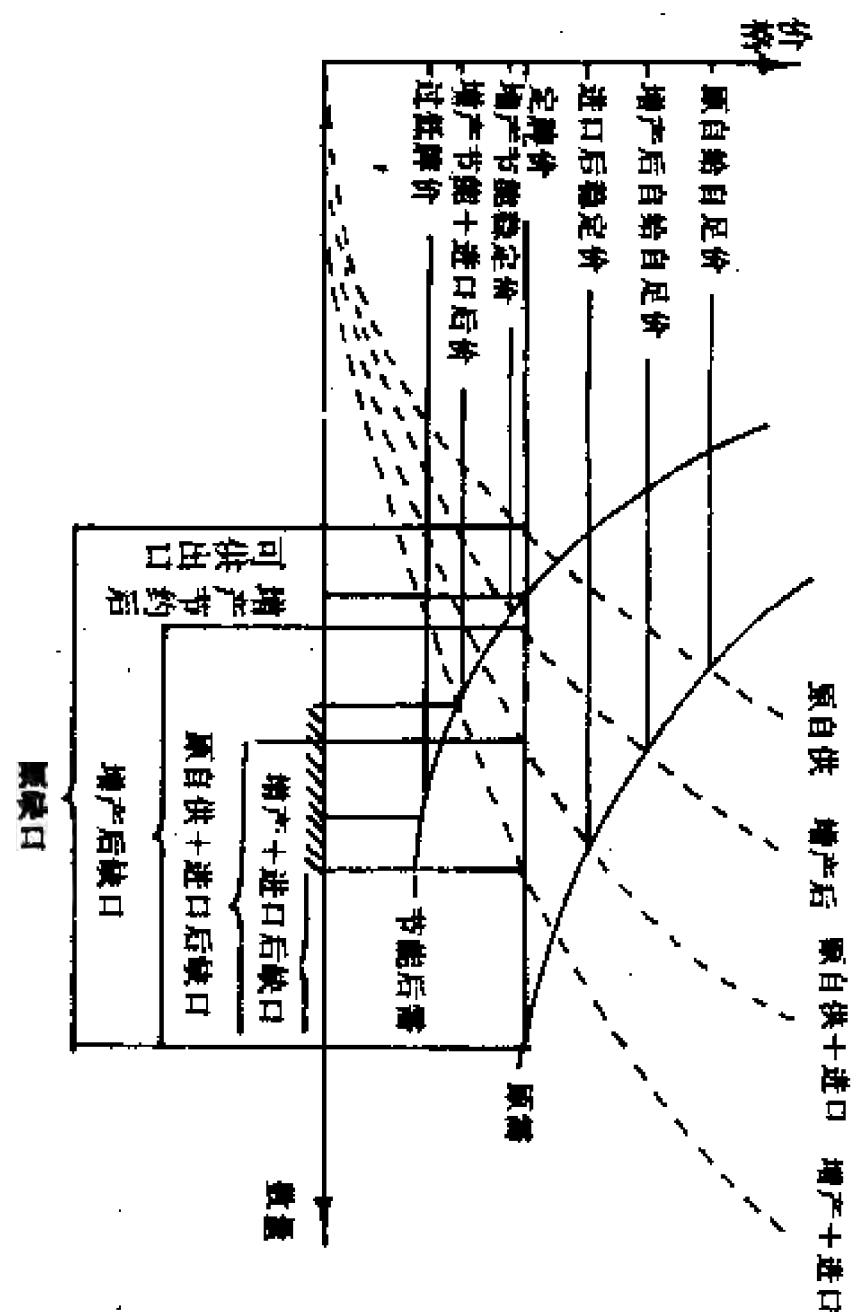 价格
原自给自足价
增产后自给自足价
进口后稳定价
定牌价
增产节能稳定价
增产节能＋进口后价
过低牌价
原自供
增产后
原自供＋进口
增产＋进口
可供出口
增产节约后
原缺口
增产后缺口
原自供＋进口后缺口
增产＋进口后缺口
节能后需
原需
数量